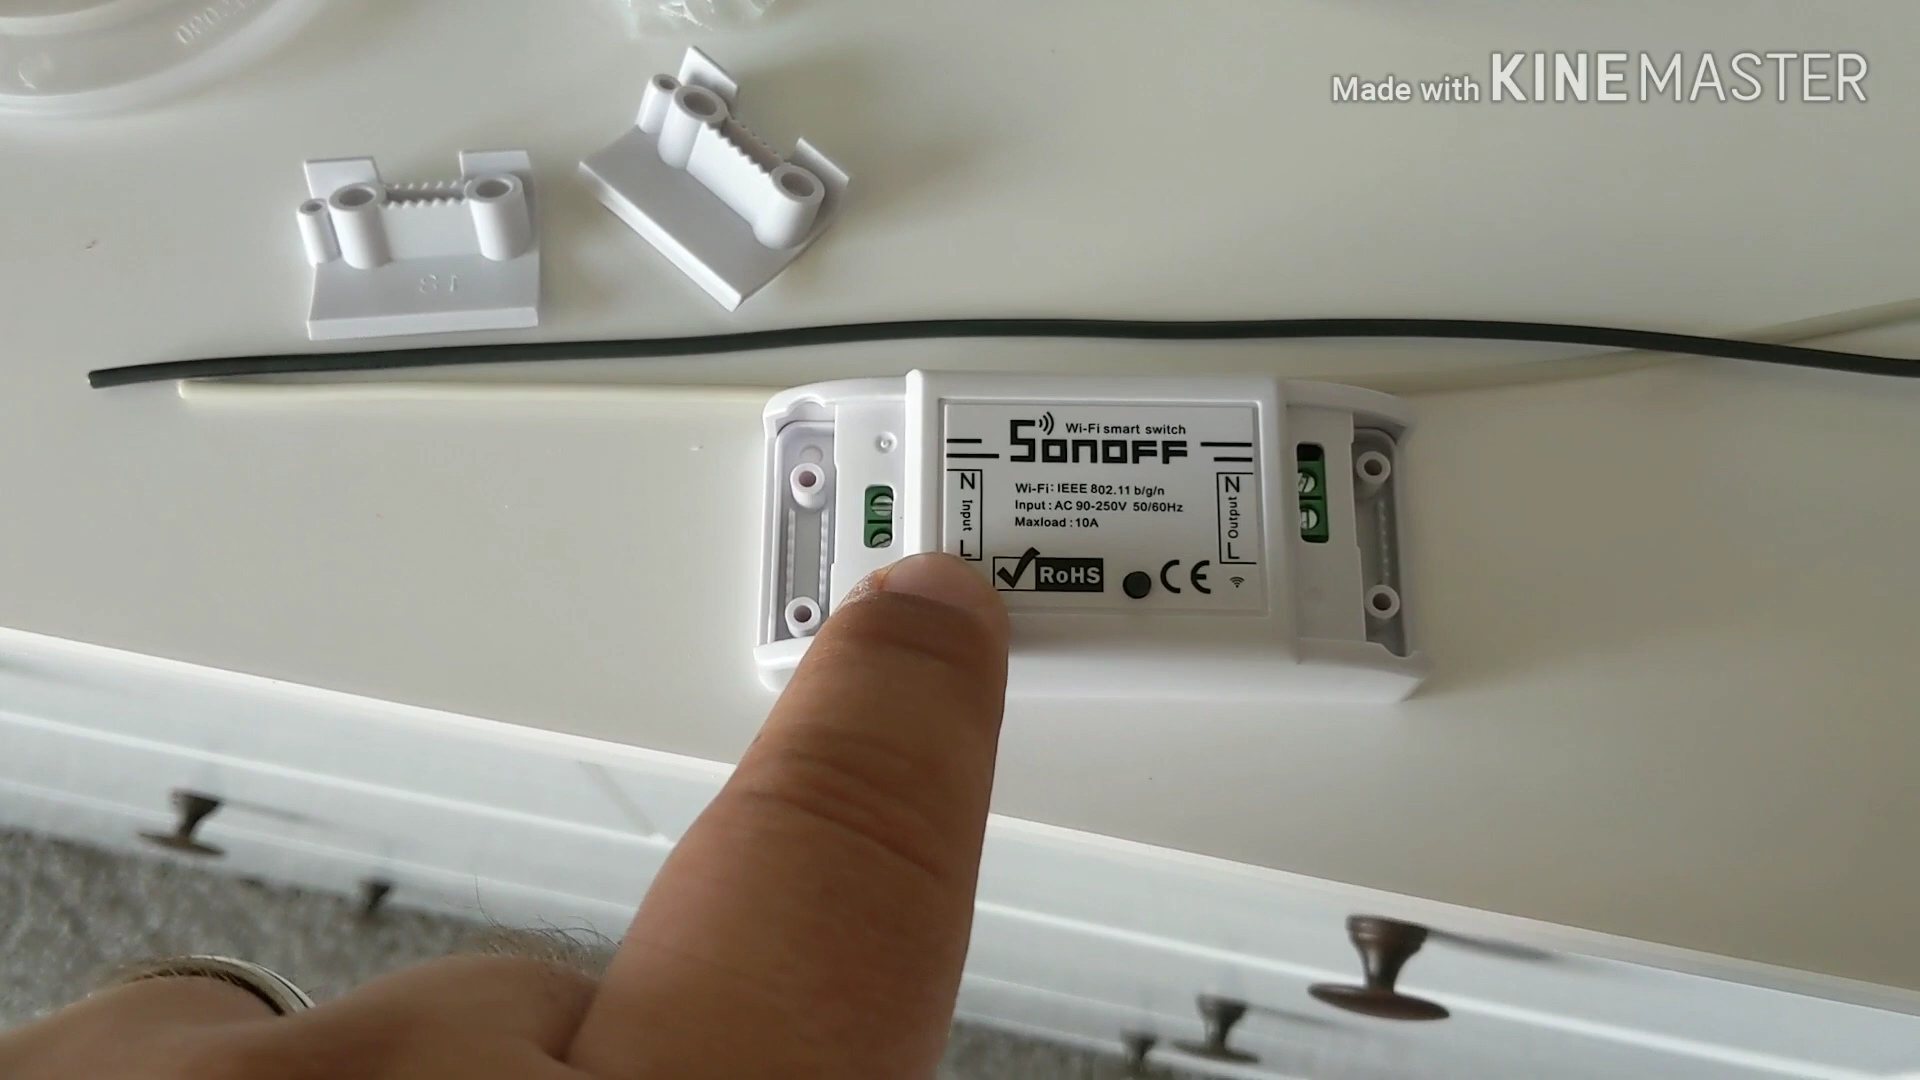 Made with KINEMASTER
Wi-Fi smart switch
SONOFF
N
Input
L
Wi-Fi: IEEE 802.11 b/g/n
Input : AC 90-250V 50/60Hz
Maxload : 10A
N
Output
L
RoHS
CE